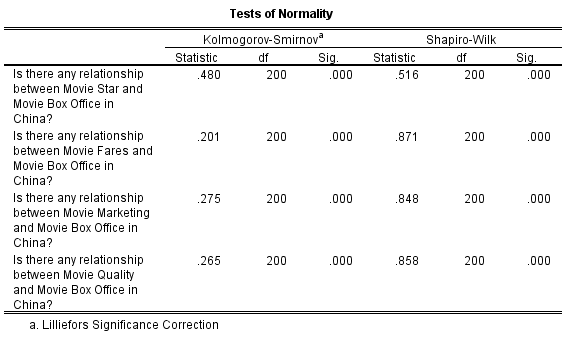 Tests of Normality
Kolmogorov-Smirnov^a Shapiro-Wilk
Statistic df Sig. Statistic df Sig.
Is there any relationship .480 200 .000 .516 200 .000
between Movie Star and
Movie Box Office in
China?
Is there any relationship .201 200 .000 .871 200 .000
between Movie Fares and
Movie Box Office in
China?
Is there any relationship .275 200 .000 .848 200 .000
between Movie Marketing
and Movie Box Office in
China?
Is there any relationship .265 200 .000 .858 200 .000
between Movie Quality
and Movie Box Office in
China?
a. Lilliefors Significance Correction